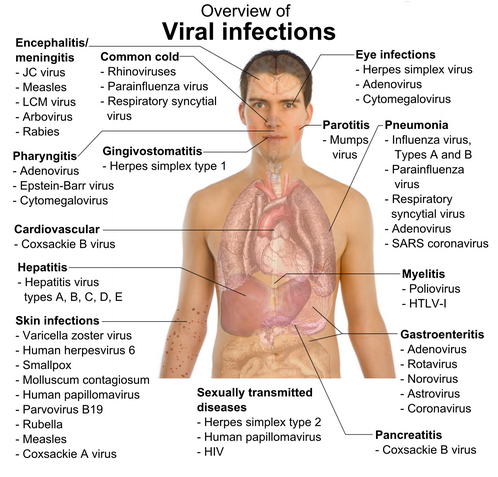 Overview of
Viral infections
Encephalitis/
meningitis
- JC virus
- Measles
- LCM virus
- Arbovirus
- Rabies
Common cold
- Rhinoviruses
- Parainfluenza virus
- Respiratory syncytial
virus
Eye infections
- Herpes simplex virus
- Adenovirus
- Cytomegalovirus
Pharyngitis
- Adenovirus
- Epstein-Barr virus
- Cytomegalovirus
Gingivostomatitis
- Herpes simplex type 1
Parotitis
- Mumps
virus
Pneumonia
- Influenza virus,
Types A and B
- Parainfluenza
virus
- Respiratory
syncytial virus
- Adenovirus
- SARS coronavirus
Cardiovascular
- Coxsackie B virus
Hepatitis
- Hepatitis virus
types A, B, C, D, E
Myelitis
- Poliovirus
- HTLV-I
Skin infections
- Varicella zoster virus
- Human herpesvirus 6
- Smallpox
- Molluscum contagiosum
- Human papillomavirus
- Parvovirus B19
- Rubella
- Measles
- Coxsackie A virus
Gastroenteritis
- Adenovirus
- Rotavirus
- Norovirus
- Astrovirus
- Coronavirus
Sexually transmitted
diseases
- Herpes simplex type 2
- Human papillomavirus
- HIV
Pancreatitis
- Coxsackie B virus